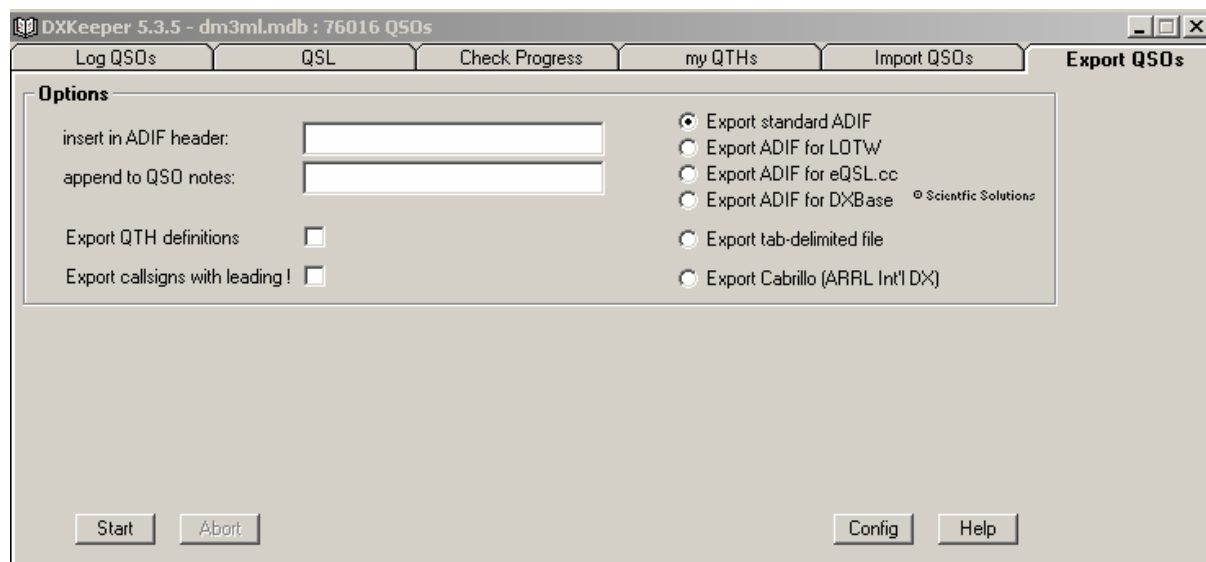 DXKeeper 5.3.5 - dm3ml.mdb : 76016 QSOs
Log QSOs QSL Check Progress my QTHs Import QSOs Export QSOs
Options
insert in ADIF header:
append to QSO notes:
Export QTH definitions
Export callsigns with leading !
Export standard ADIF
Export ADIF for LOTW
Export ADIF for eQSL.cc
Export ADIF for DXBase © Scientfic Solutions
Export tab-delimited file
Export Cabrillo (ARRL Int'l DX)
Start Abort Config Help